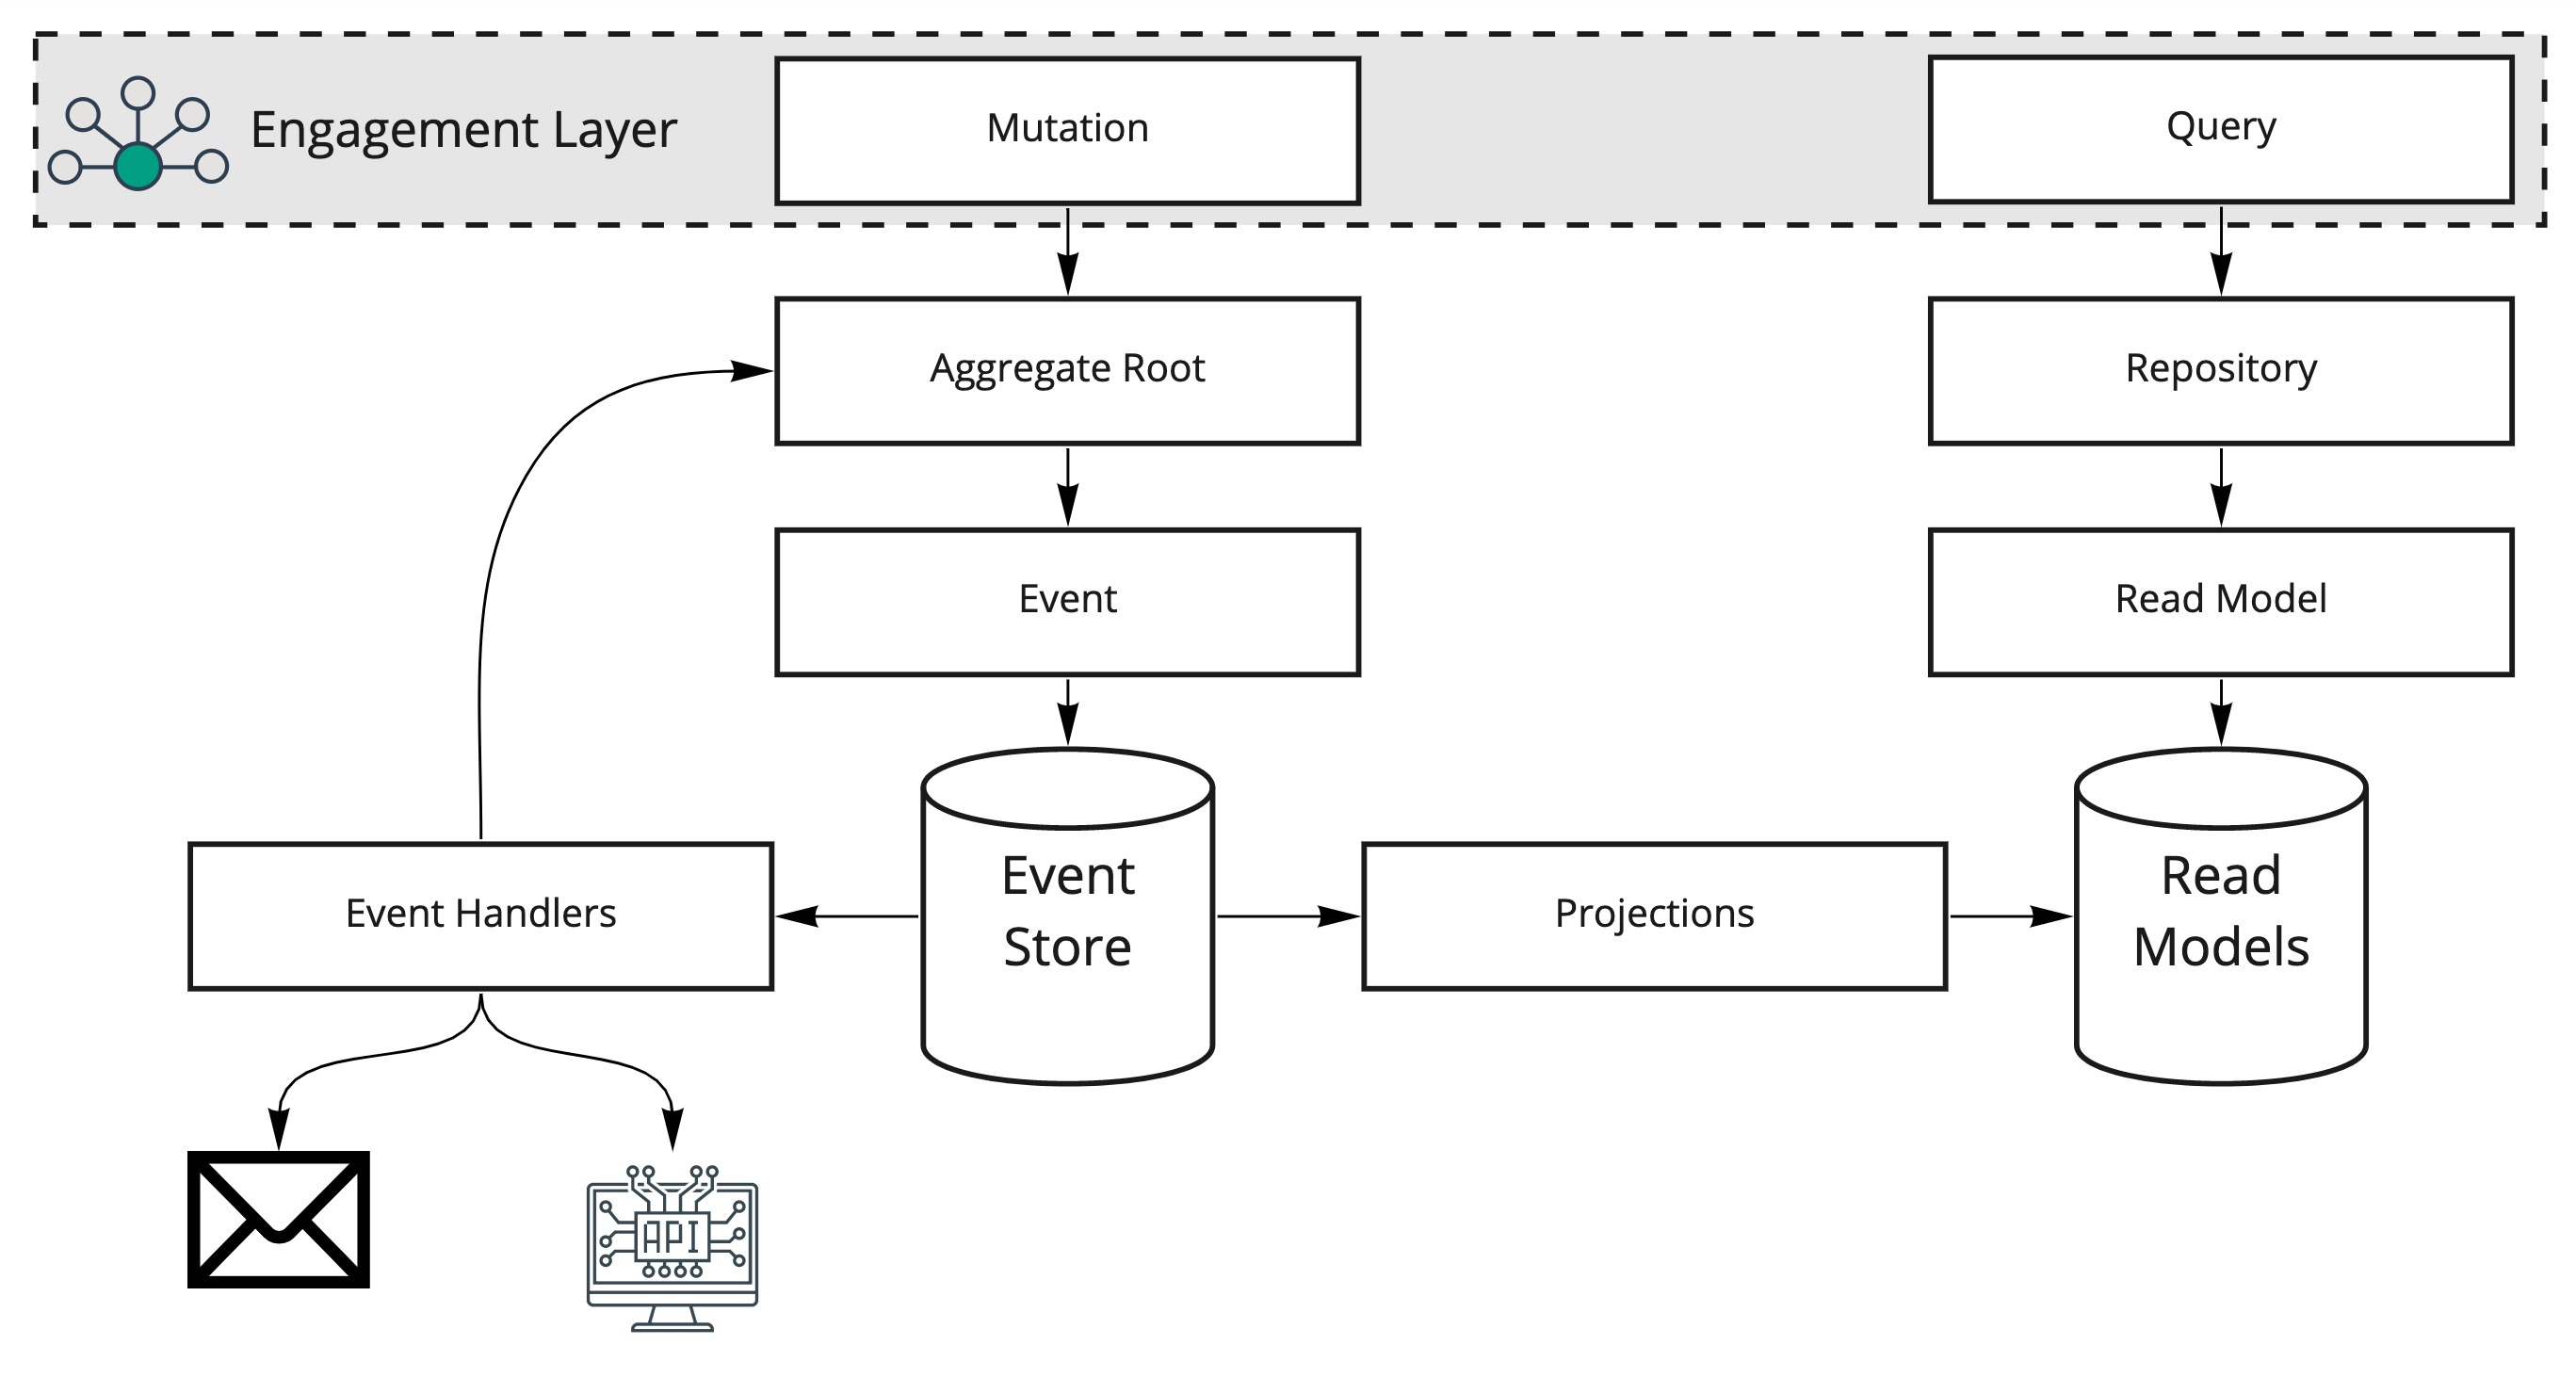 Engagement Layer
Mutation
Query
Aggregate Root
Repository
Event
Read Model
Event Handlers
Event
Store
Projections
Read
Models
API